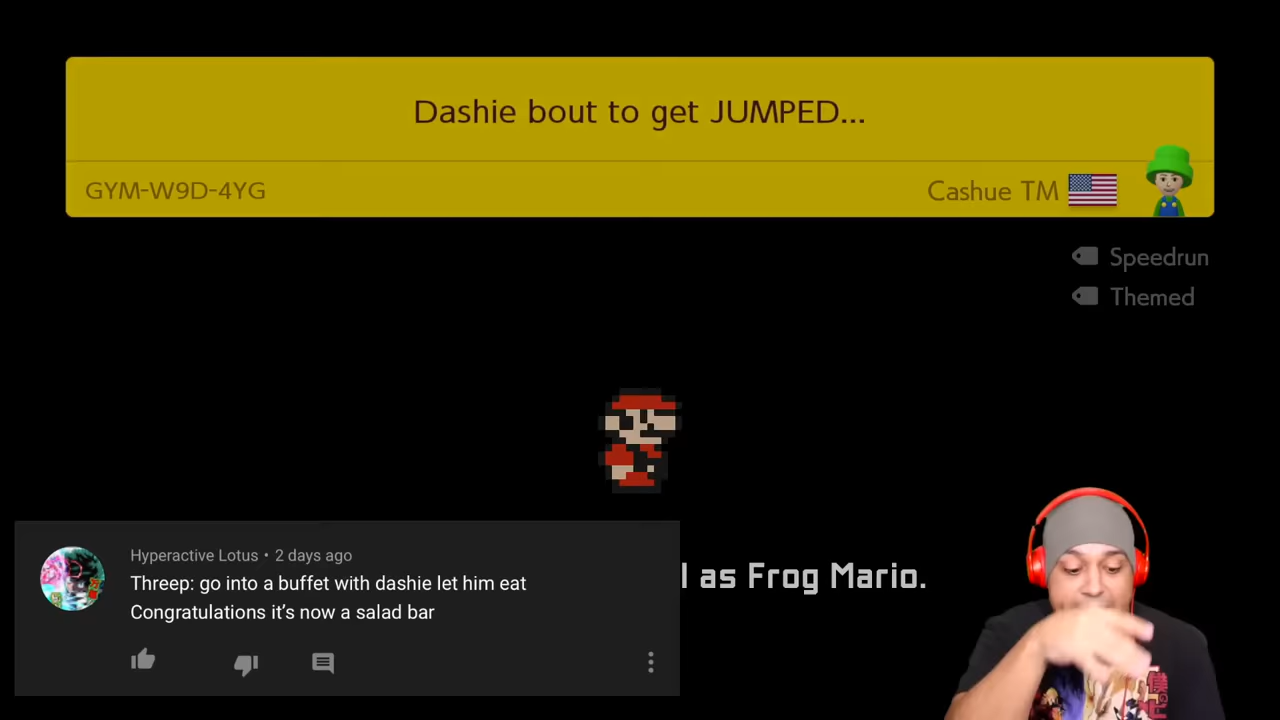 Dashie bout to get JUMPED...
GYM-W9D-4YG
Cashue TM
Speedrun
Themed
Hyperactive Lotus • 2 days ago
Threep: go into a buffet with dashie let him eat
Congratulations it’s now a salad bar
l as Frog Mario.